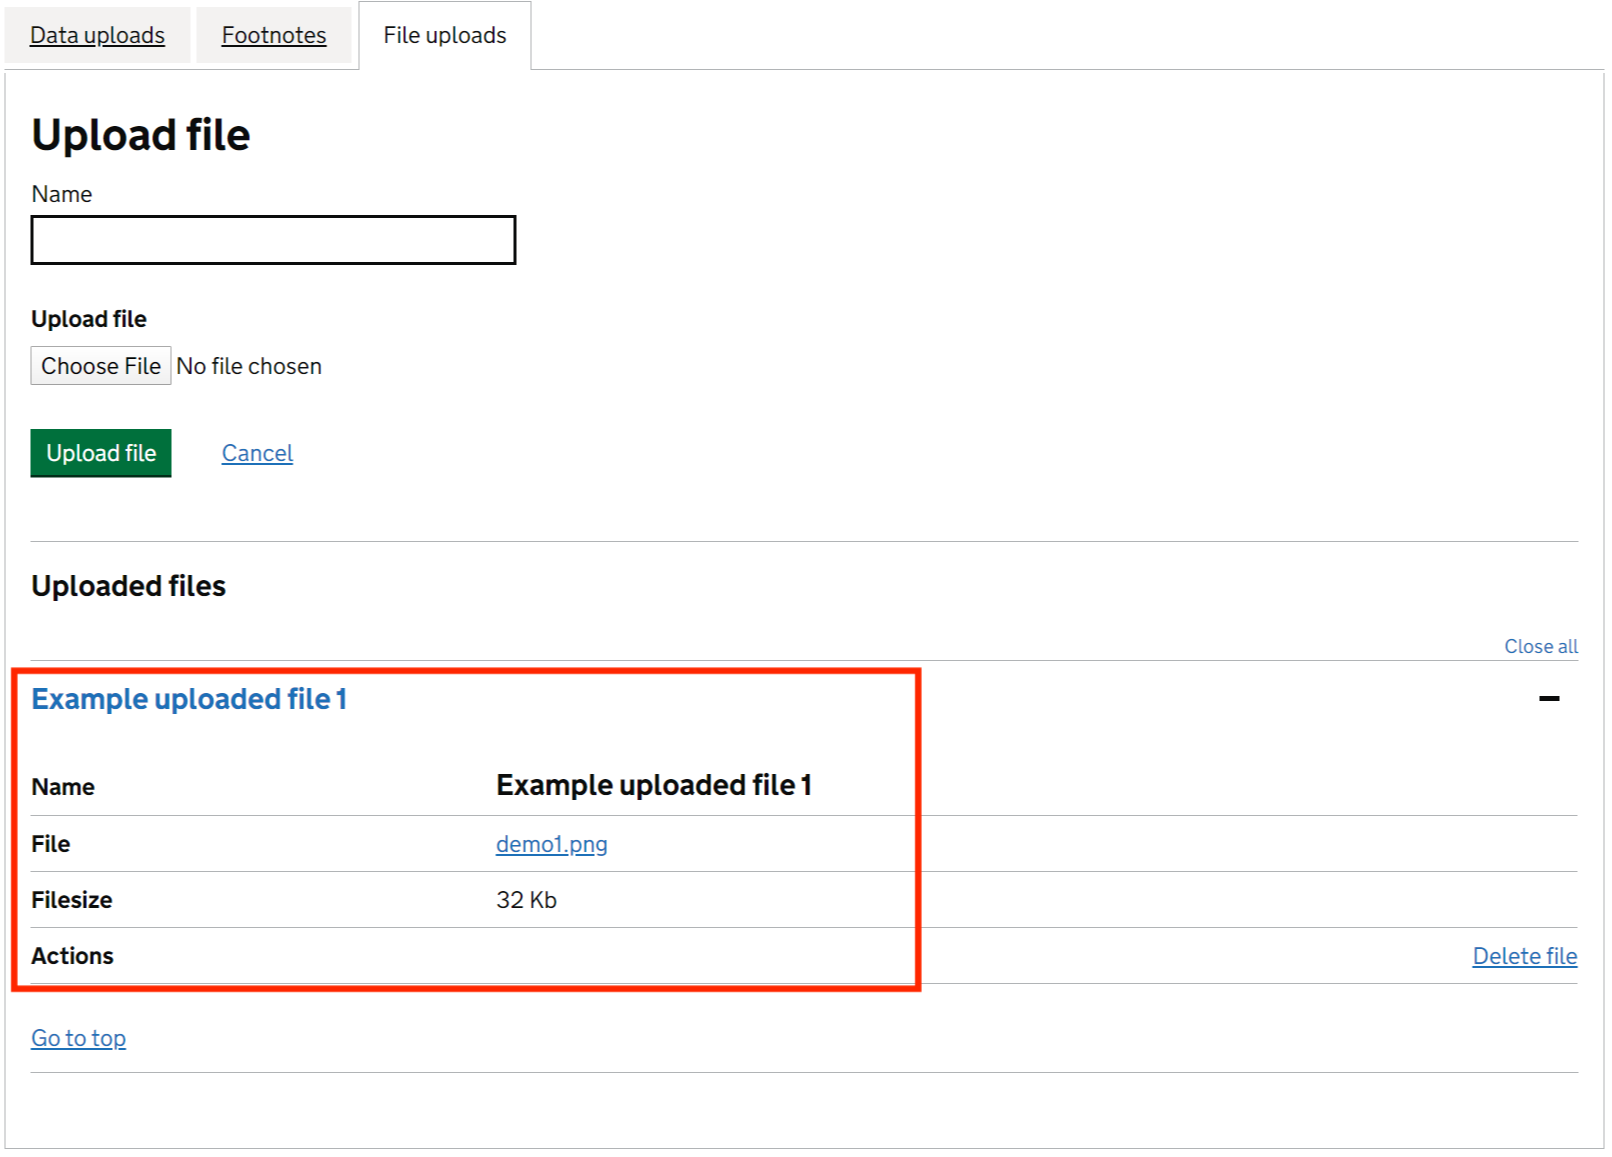 Data uploads Footnotes File uploads
Upload file
Name
Upload file
Choose File No file chosen
Upload file Cancel
Uploaded files
Close all
Example uploaded file 1
Name Example uploaded file 1
File demo1.png
Filesize 32 Kb
Actions Delete file
Go to top